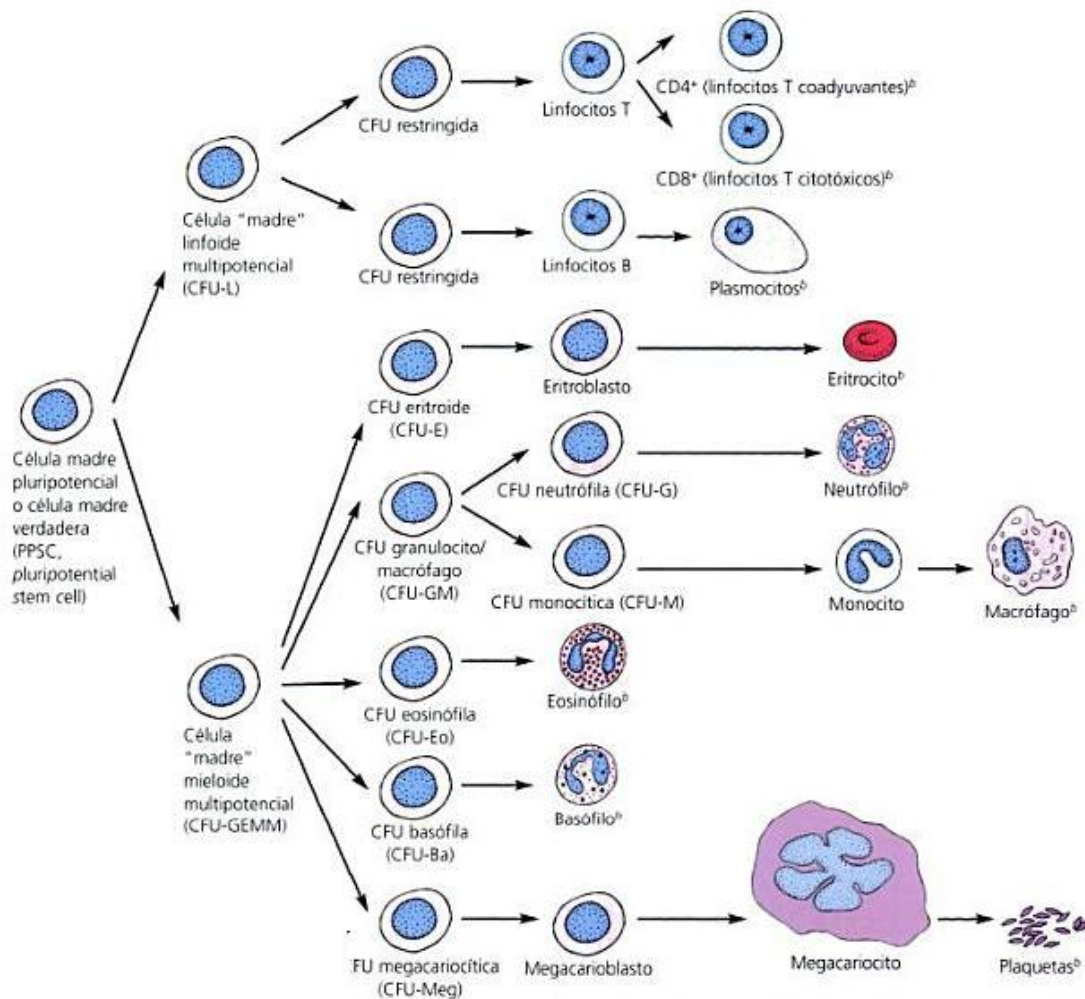 CFU restringida
Linfocitos T
CD4⁺ (linfocitos T coadyuvantes)ᵇ
CD8⁺ (linfocitos T citotóxicos)ᵇ
Célula "madre"
linfoide
multipotencial
(CFU-L)
CFU restringida
Linfocitos B
Plasmocitosᵇ
CFU eritroide
(CFU-E)
Eritroblasto
Eritrocitoᵇ
Célula madre
pluripotencial
o célula madre
verdadera
(PPSC,
pluripotential
stem cell)
CFU granulocito/
macrófago
(CFU-GM)
CFU neutrófila (CFU-G)
Neutrófiloᵇ
CFU monocítica (CFU-M)
Monocito
Macrófagoᵇ
Célula
"madre"
mieloide
multipotencial
(CFU-GEMM)
CFU eosinófila
(CFU-Eo)
Eosinófiloᵇ
CFU basófila
(CFU-Ba)
Basófiloᵇ
FU megacariocítica
(CFU-Meg)
Megacarioblasto
Megacariocito
Plaquetasᵇ